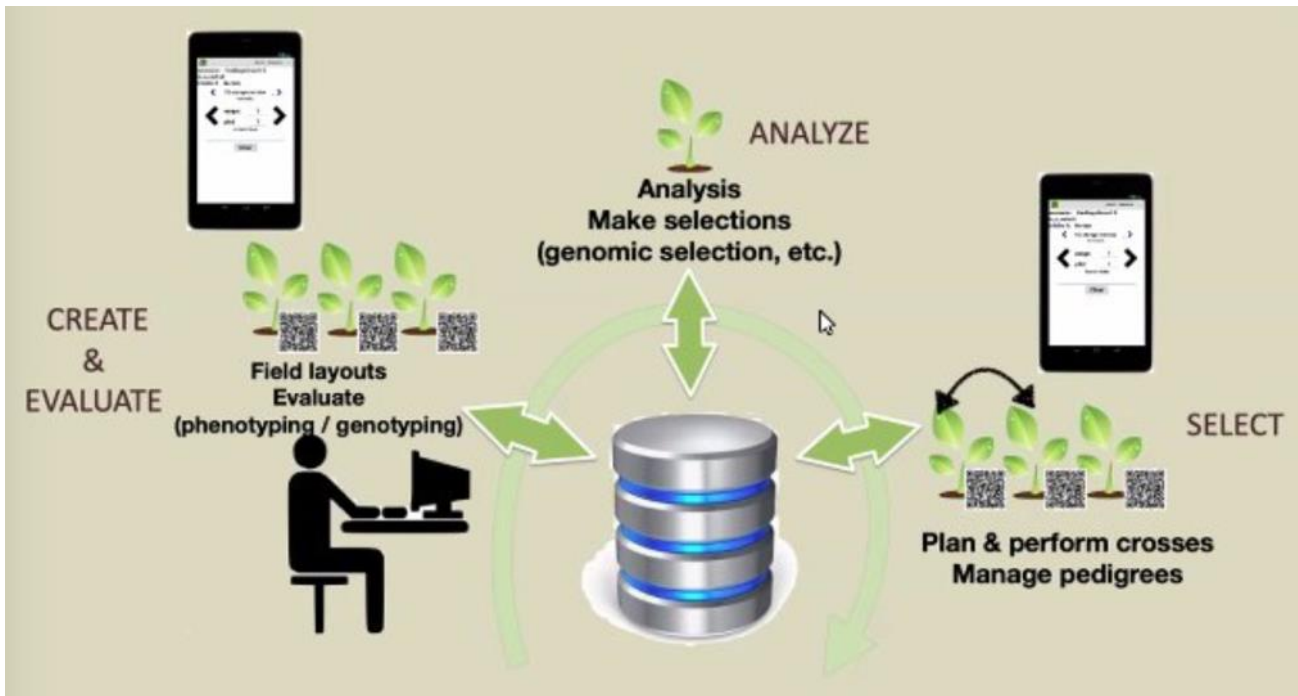 ANALYZE
Analysis
Make selections
(genomic selection, etc.)
CREATE
&
EVALUATE
Field layouts
Evaluate
(phenotyping / genotyping)
SELECT
Plan & perform crosses
Manage pedigrees